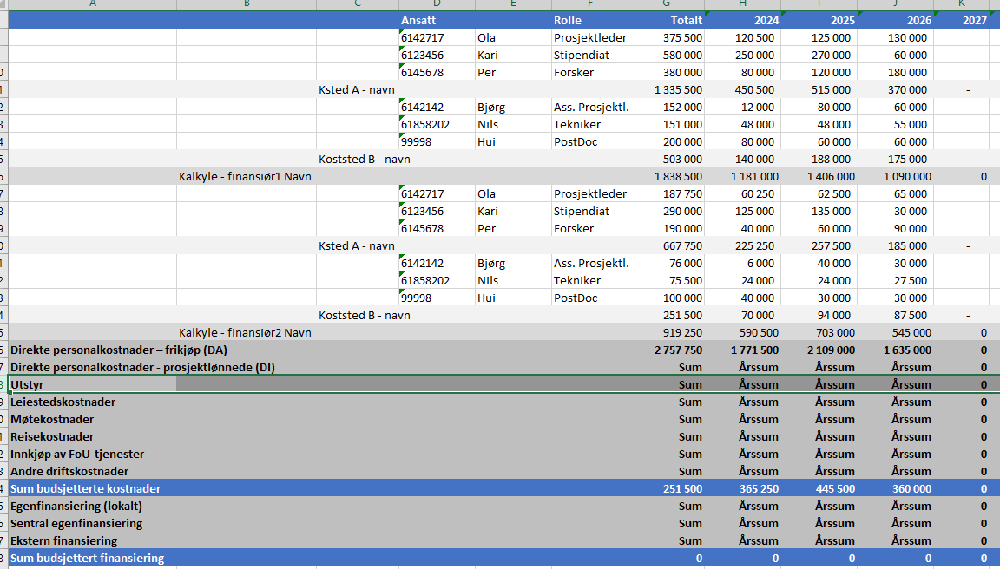 A B C D E F G H I J K
Ansatt Rolle Totalt 2024 2025 2026 2027
6142717 Ola Prosjektleder 375 500 120 500 125 000 130 000
6123456 Kari Stipendiat 580 000 250 000 270 000 60 000
6145678 Per Forsker 380 000 80 000 120 000 180 000
Ksted A - navn 1 335 500 450 500 515 000 370 000 -
6142142 Bjørg Ass. Prosjektl. 152 000 12 000 80 000 60 000
61858202 Nils Tekniker 151 000 48 000 48 000 55 000
99998 Hui PostDoc 200 000 80 000 60 000 60 000
Koststed B - navn 503 000 140 000 188 000 175 000 -
Kalkyle - finansiør1 Navn 1 838 500 1 181 000 1 406 000 1 090 000 0
6142717 Ola Prosjektleder 187 750 60 250 62 500 65 000
6123456 Kari Stipendiat 290 000 125 000 135 000 30 000
6145678 Per Forsker 190 000 40 000 60 000 90 000
Ksted A - navn 667 750 225 250 257 500 185 000 -
6142142 Bjørg Ass. Prosjektl. 76 000 6 000 40 000 30 000
61858202 Nils Tekniker 75 500 24 000 24 000 27 500
99998 Hui PostDoc 100 000 40 000 30 000 30 000
Koststed B - navn 251 500 70 000 94 000 87 500 -
Kalkyle - finansiør2 Navn 919 250 590 500 703 000 545 000 0
Direkte personalkostnader – frikjøp (DA) 2 757 750 1 771 500 2 109 000 1 635 000 0
Direkte personalkostnader - prosjektlønnede (DI) Sum Årssum Årssum Årssum 0
Utstyr Sum Årssum Årssum Årssum 0
Leiestedskostnader Sum Årssum Årssum Årssum 0
Møtekostnader Sum Årssum Årssum Årssum 0
Reisekostnader Sum Årssum Årssum Årssum 0
Innkjøp av FoU-tjenester Sum Årssum Årssum Årssum 0
Andre driftskostnader Sum Årssum Årssum Årssum 0
Sum budsjetterte kostnader 251 500 365 250 445 500 360 000 0
Egenfinansiering (lokalt) Sum Årssum Årssum Årssum 0
Sentral egenfinansiering Sum Årssum Årssum Årssum 0
Ekstern finansiering Sum Årssum Årssum Årssum 0
Sum budsjettert finansiering 0 0 0 0 0